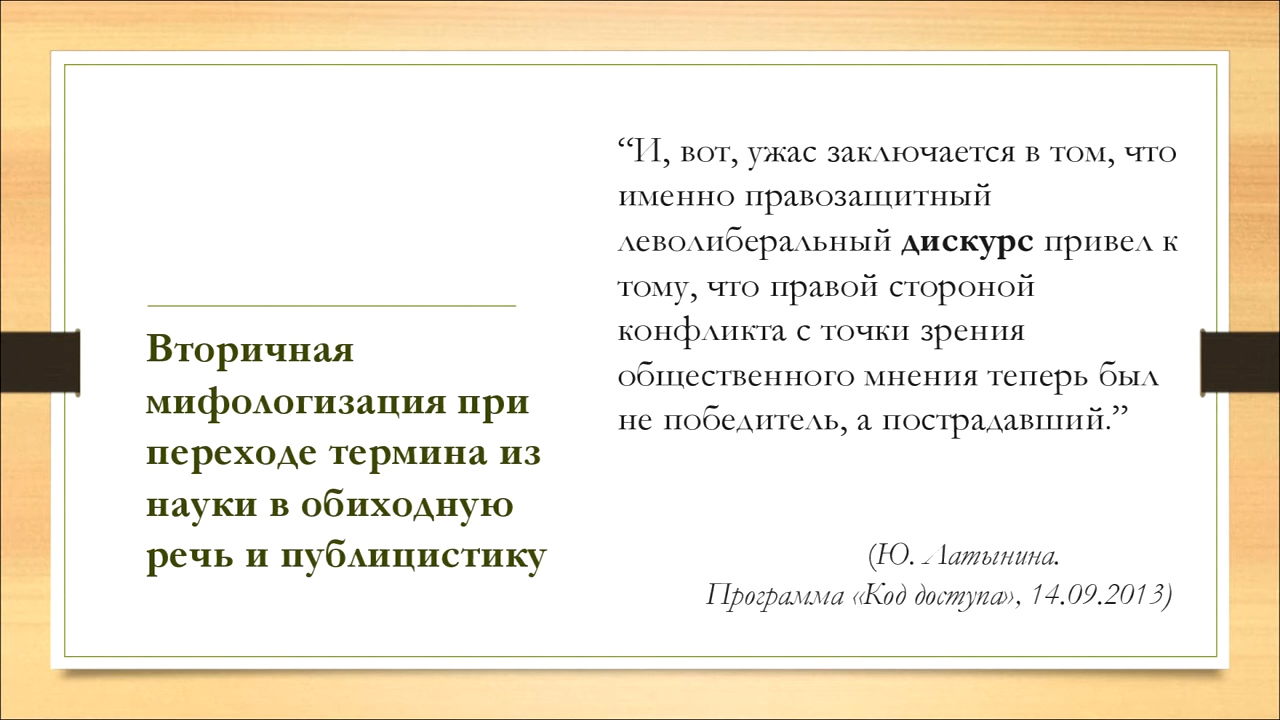 Вторичная
мифологизация при
переходе термина из
науки в обиходную
речь и публицистику
“И, вот, ужас заключается в том, что
именно правозащитный
леволиберальный дискурс привел к
тому, что правой стороной
конфликта с точки зрения
общественного мнения теперь был
не победитель, а пострадавший.”
(Ю. Латынина.
Программа «Код доступа», 14.09.2013)